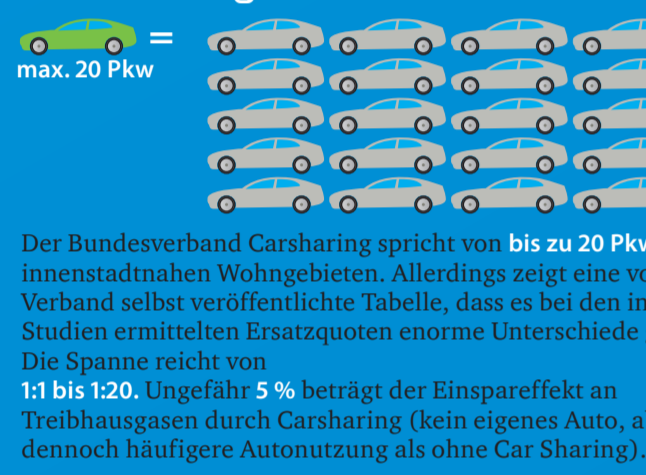 =
max. 20 Pkw
Der Bundesverband Carsharing spricht von bis zu 20 Pkw
innenstadtnahen Wohngebieten. Allerdings zeigt eine
Verband selbst veröffentlichte Tabelle, dass es bei den
Studien ermittelten Ersatzquoten enorme Unterschiede
Die Spanne reicht von
1:1 bis 1:20. Ungefähr 5 % beträgt der Einspareffekt an
Treibhausgasen durch Carsharing (kein eigenes Auto,
dennoch häufigere Autonutzung als ohne Car Sharing).